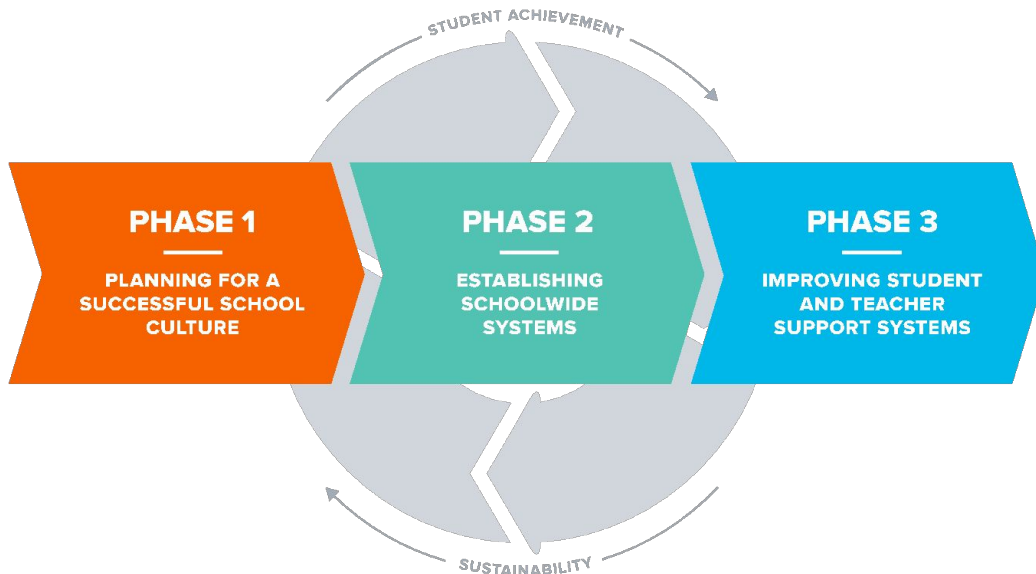 STUDENT ACHIEVEMENT
PHASE 1
PLANNING FOR A
SUCCESSFUL SCHOOL
CULTURE
PHASE 2
ESTABLISHING
SCHOOLWIDE
SYSTEMS
PHASE 3
IMPROVING STUDENT
AND TEACHER
SUPPORT SYSTEMS
SUSTAINABILITY